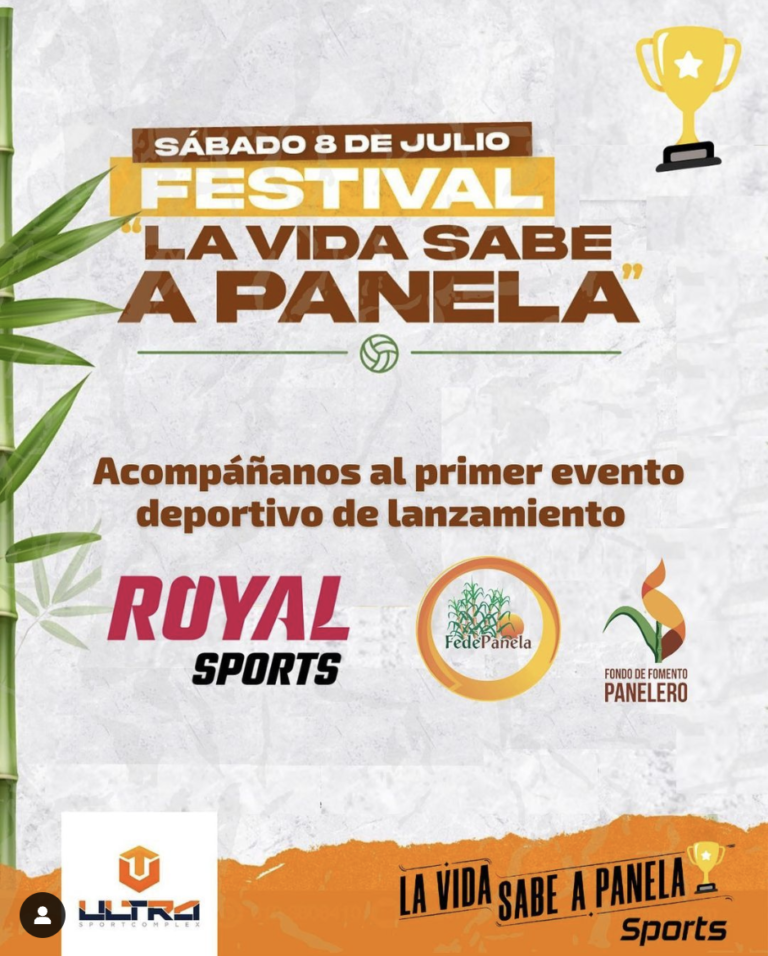 SÁBADO 8 DE JULIO
FESTIVAL
"LA VIDA SABE
A PANELA"
Acompáñanos al primer evento
deportivo de lanzamiento
ROYAL
SPORTS
FedePanela
FONDO DE FOMENTO
PANELERO
U
ULTRA
SPORTCOMPLEX
LA VIDA SABE A PANELA
Sports